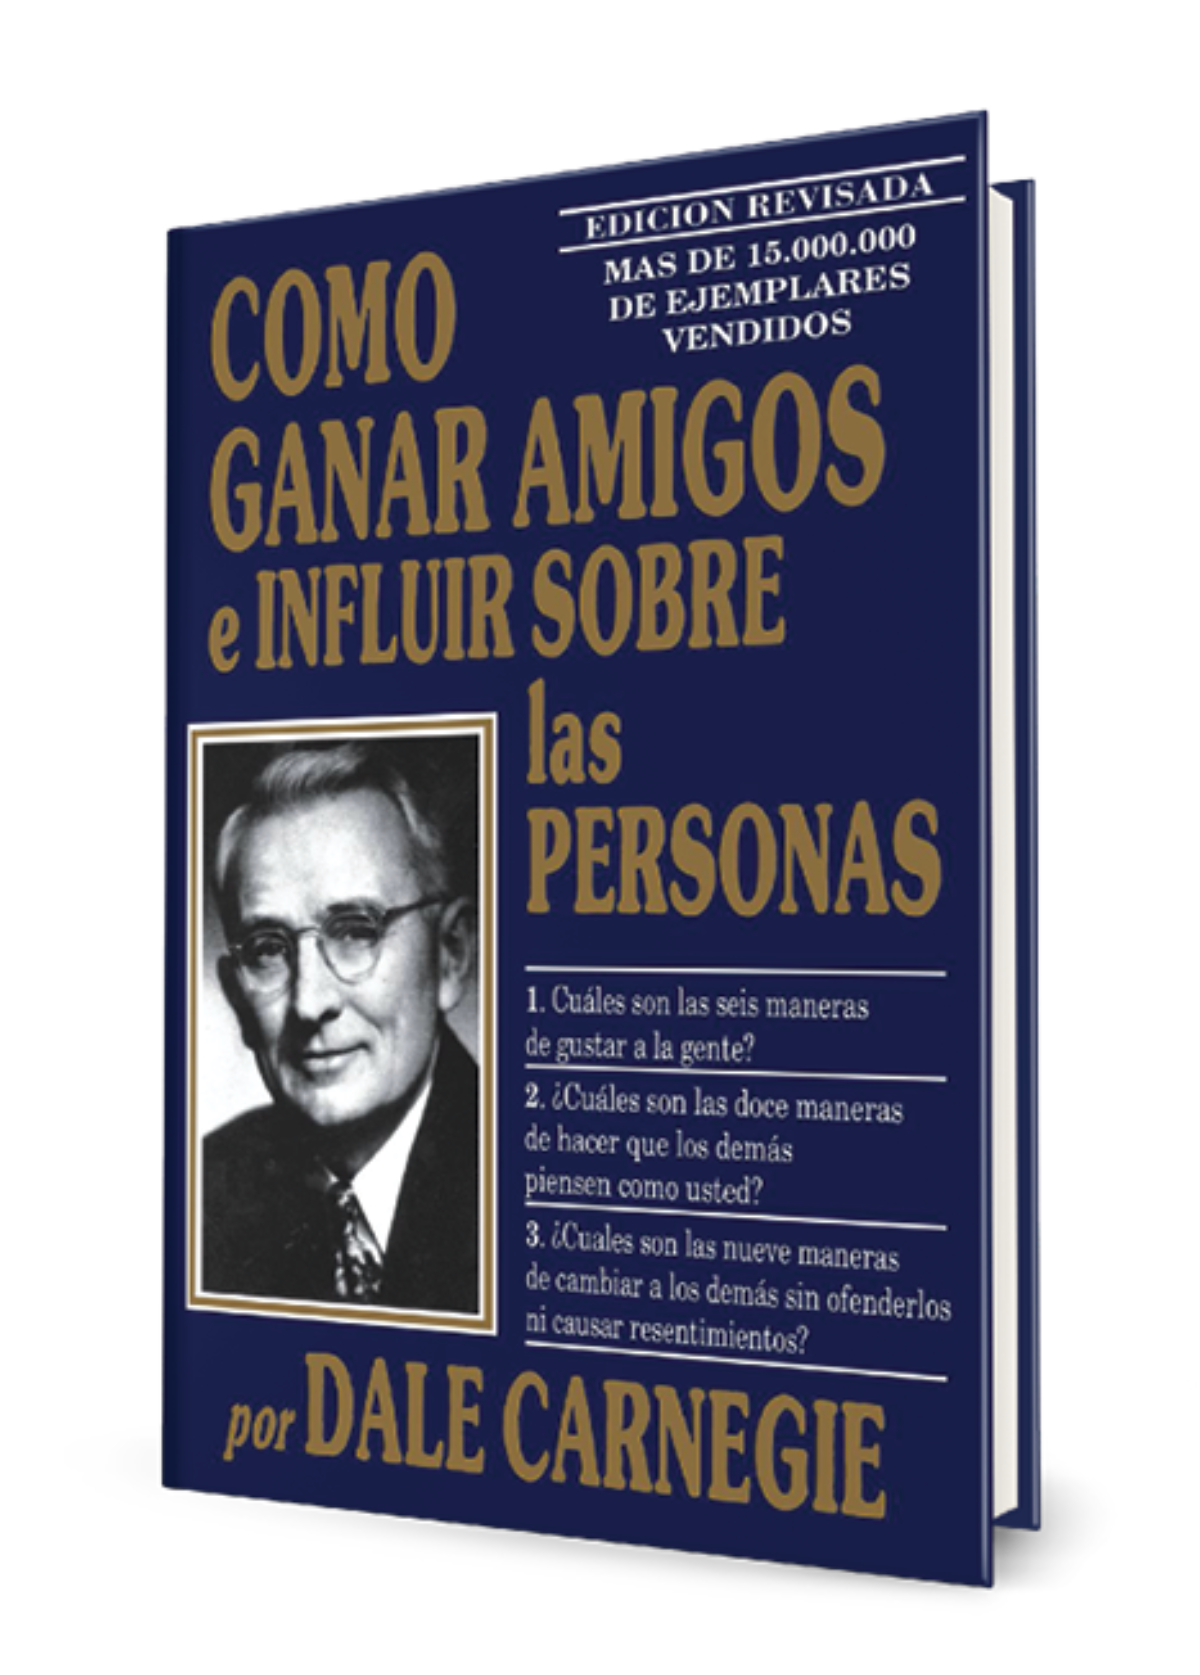 EDICION REVISADA
MAS DE 15.000.000
DE EJEMPLARES
VENDIDOS
COMO
GANAR AMIGOS
e INFLUIR SOBRE
las
PERSONAS
1. Cuáles son las seis maneras
de gustar a la gente?
2. ¿Cuáles son las doce maneras
de hacer que los demás
piensen como usted?
3. ¿Cuales son las nueve maneras
de cambiar a los demás sin ofenderlos
ni causar resentimientos?
por DALE CARNEGIE